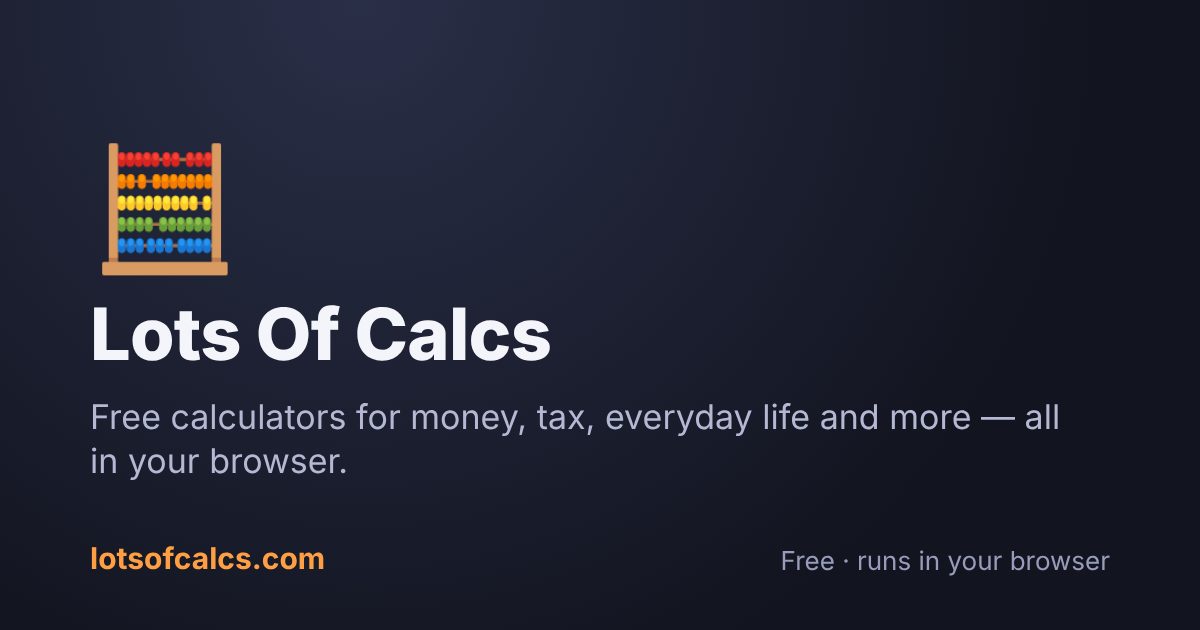 Lots Of Calcs
Free calculators for money, tax, everyday life and more — all
in your browser.
lotsofcalcs.com
Free · runs in your browser